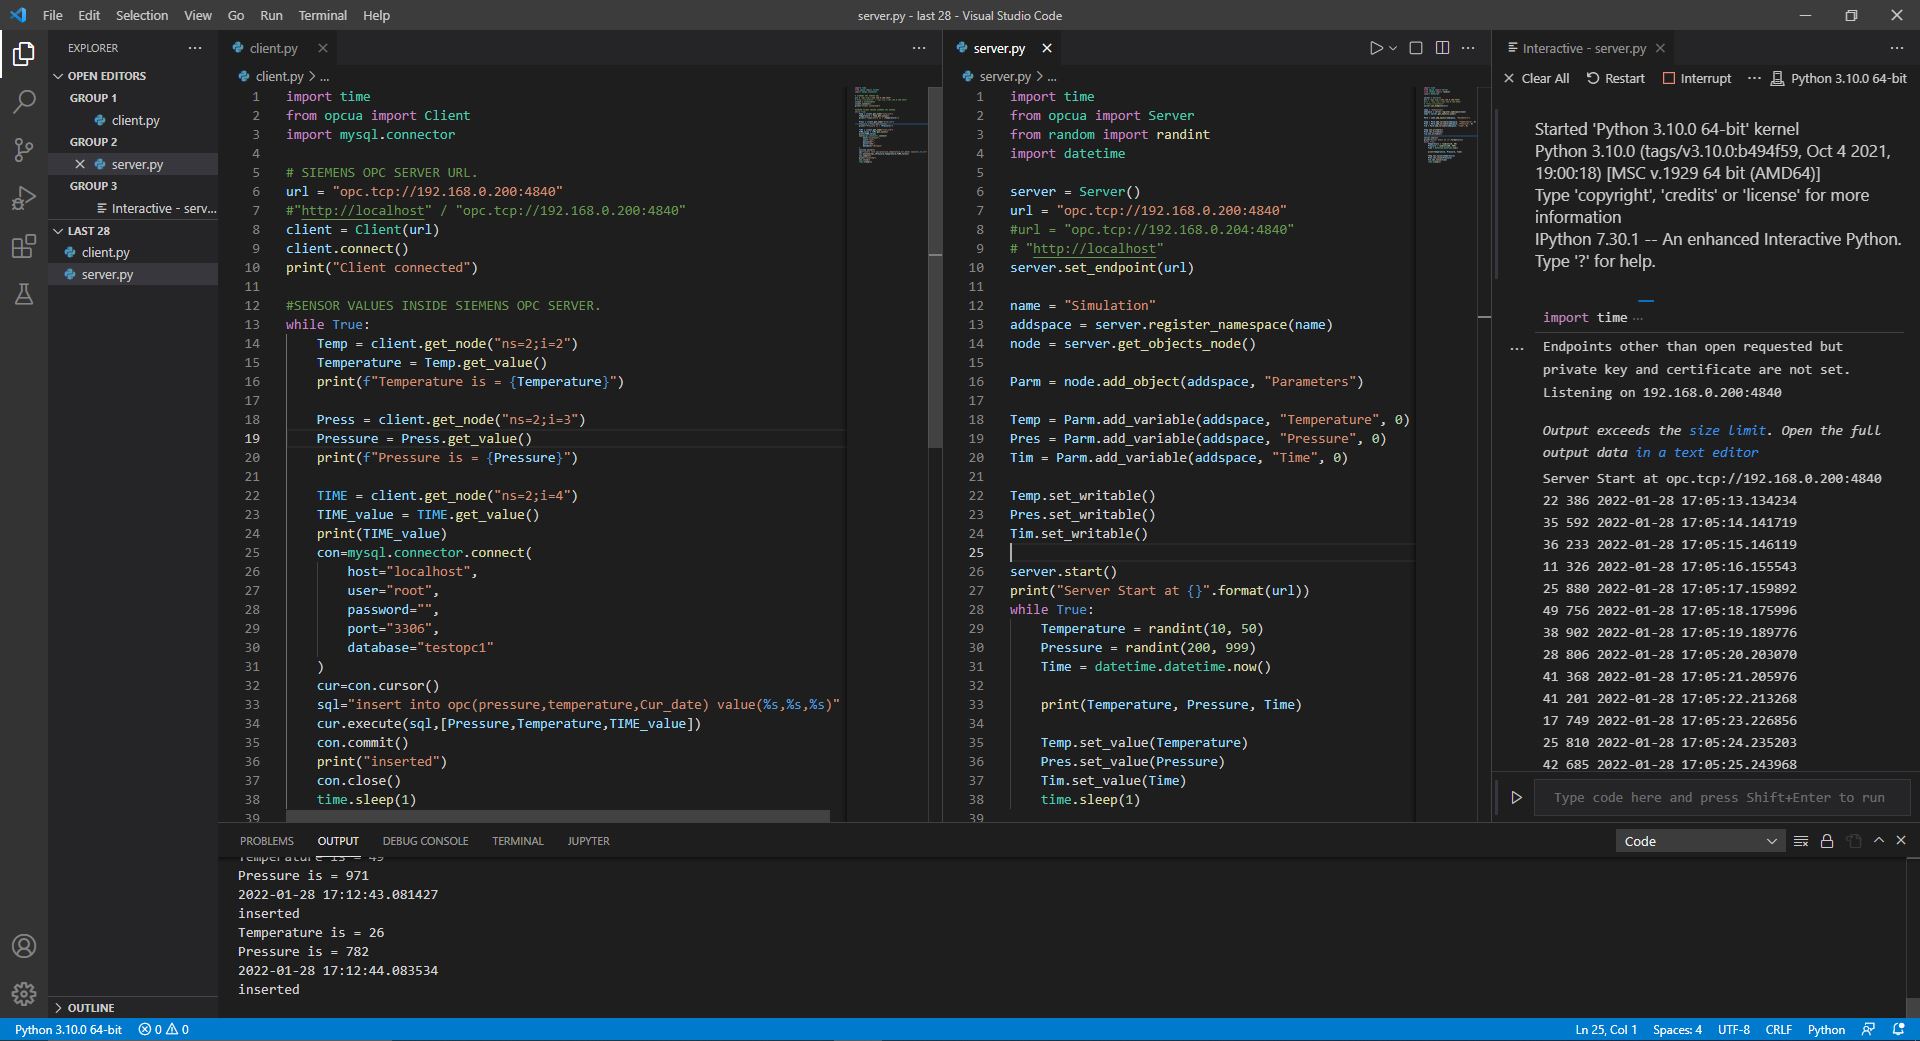 File Edit Selection View Go Run Terminal Help
server.py - last 28 - Visual Studio Code
EXPLORER
OPEN EDITORS
GROUP 1
client.py
GROUP 2
server.py
GROUP 3
Interactive - serv...
LAST 28
client.py
server.py
OUTLINE
client.py
client.py > ...
1 import time
2 from opcua import Client
3 import mysql.connector
4
5 # SIEMENS OPC SERVER URL.
6 url = "opc.tcp://192.168.0.200:4840"
7 #"http://localhost" / "opc.tcp://192.168.0.200:4840"
8 client = Client(url)
9 client.connect()
10 print("Client connected")
11
12 #SENSOR VALUES INSIDE SIEMENS OPC SERVER.
13 while True:
14 Temp = client.get_node("ns=2;i=2")
15 Temperature = Temp.get_value()
16 print(f"Temperature is = {Temperature}")
17
18 Press = client.get_node("ns=2;i=3")
19 Pressure = Press.get_value()
20 print(f"Pressure is = {Pressure}")
21
22 TIME = client.get_node("ns=2;i=4")
23 TIME_value = TIME.get_value()
24 print(TIME_value)
25 con=mysql.connector.connect(
26 host="localhost",
27 user="root",
28 password="",
29 port="3306",
30 database="testopc1"
31 )
32 cur=con.cursor()
33 sql="insert into opc(pressure,temperature,Cur_date) value(%s,%s,%s)"
34 cur.execute(sql,[Pressure,Temperature,TIME_value])
35 con.commit()
36 print("inserted")
37 con.close()
38 time.sleep(1)
39
server.py
server.py > ...
1 import time
2 from opcua import Server
3 from random import randint
4 import datetime
5
6 server = Server()
7 url = "opc.tcp://192.168.0.200:4840"
8 #url = "opc.tcp://192.168.0.204:4840"
9 # "http://localhost"
10 server.set_endpoint(url)
11
12 name = "Simulation"
13 addspace = server.register_namespace(name)
14 node = server.get_objects_node()
15
16 Parm = node.add_object(addspace, "Parameters")
17
18 Temp = Parm.add_variable(addspace, "Temperature", 0)
19 Pres = Parm.add_variable(addspace, "Pressure", 0)
20 Tim = Parm.add_variable(addspace, "Time", 0)
21
22 Temp.set_writable()
23 Pres.set_writable()
24 Tim.set_writable()
25
26 server.start()
27 print("Server Start at {}".format(url))
28 while True:
29 Temperature = randint(10, 50)
30 Pressure = randint(200, 999)
31 Time = datetime.datetime.now()
32
33 print(Temperature, Pressure, Time)
34
35 Temp.set_value(Temperature)
36 Pres.set_value(Pressure)
37 Tim.set_value(Time)
38 time.sleep(1)
39
Interactive - server.py
Clear All Restart Interrupt ... Python 3.10.0 64-bit
Started 'Python 3.10.0 64-bit' kernel
Python 3.10.0 (tags/v3.10.0:b494f59, Oct 4 2021,
19:00:18) [MSC v.1929 64 bit (AMD64)]
Type 'copyright', 'credits' or 'license' for more
information
IPython 7.30.1 -- An enhanced Interactive Python.
Type '?' for help.
import time ...
Endpoints other than open requested but
private key and certificate are not set.
Listening on 192.168.0.200:4840
Output exceeds the size limit. Open the full
output data in a text editor
Server Start at opc.tcp://192.168.0.200:4840
22 386 2022-01-28 17:05:13.134234
35 592 2022-01-28 17:05:14.141719
36 233 2022-01-28 17:05:15.146119
11 326 2022-01-28 17:05:16.155543
25 880 2022-01-28 17:05:17.159892
49 756 2022-01-28 17:05:18.175996
38 902 2022-01-28 17:05:19.189776
28 806 2022-01-28 17:05:20.203070
41 368 2022-01-28 17:05:21.205976
41 201 2022-01-28 17:05:22.213268
17 749 2022-01-28 17:05:23.226856
25 810 2022-01-28 17:05:24.235203
42 685 2022-01-28 17:05:25.243968
Type code here and press Shift+Enter to run
PROBLEMS OUTPUT DEBUG CONSOLE TERMINAL JUPYTER
Code
Temperature is = 49
Pressure is = 971
2022-01-28 17:12:43.081427
inserted
Temperature is = 26
Pressure is = 782
2022-01-28 17:12:44.083534
inserted
Python 3.10.0 64-bit 0 0
Ln 25, Col 1 Spaces: 4 UTF-8 CRLF Python